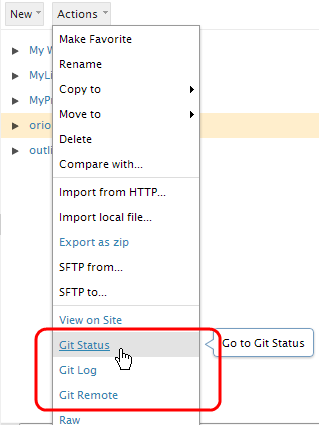 New Actions
Make Favorite
My W
Rename
MyLi
Copy to
MyPr
Move to
orio
Delete
outli
Compare with...
Import from HTTP...
Import local file...
Export as zip
SFTP from...
SFTP to...
View on Site
Git Status
Go to Git Status
Git Log
Git Remote
Raw